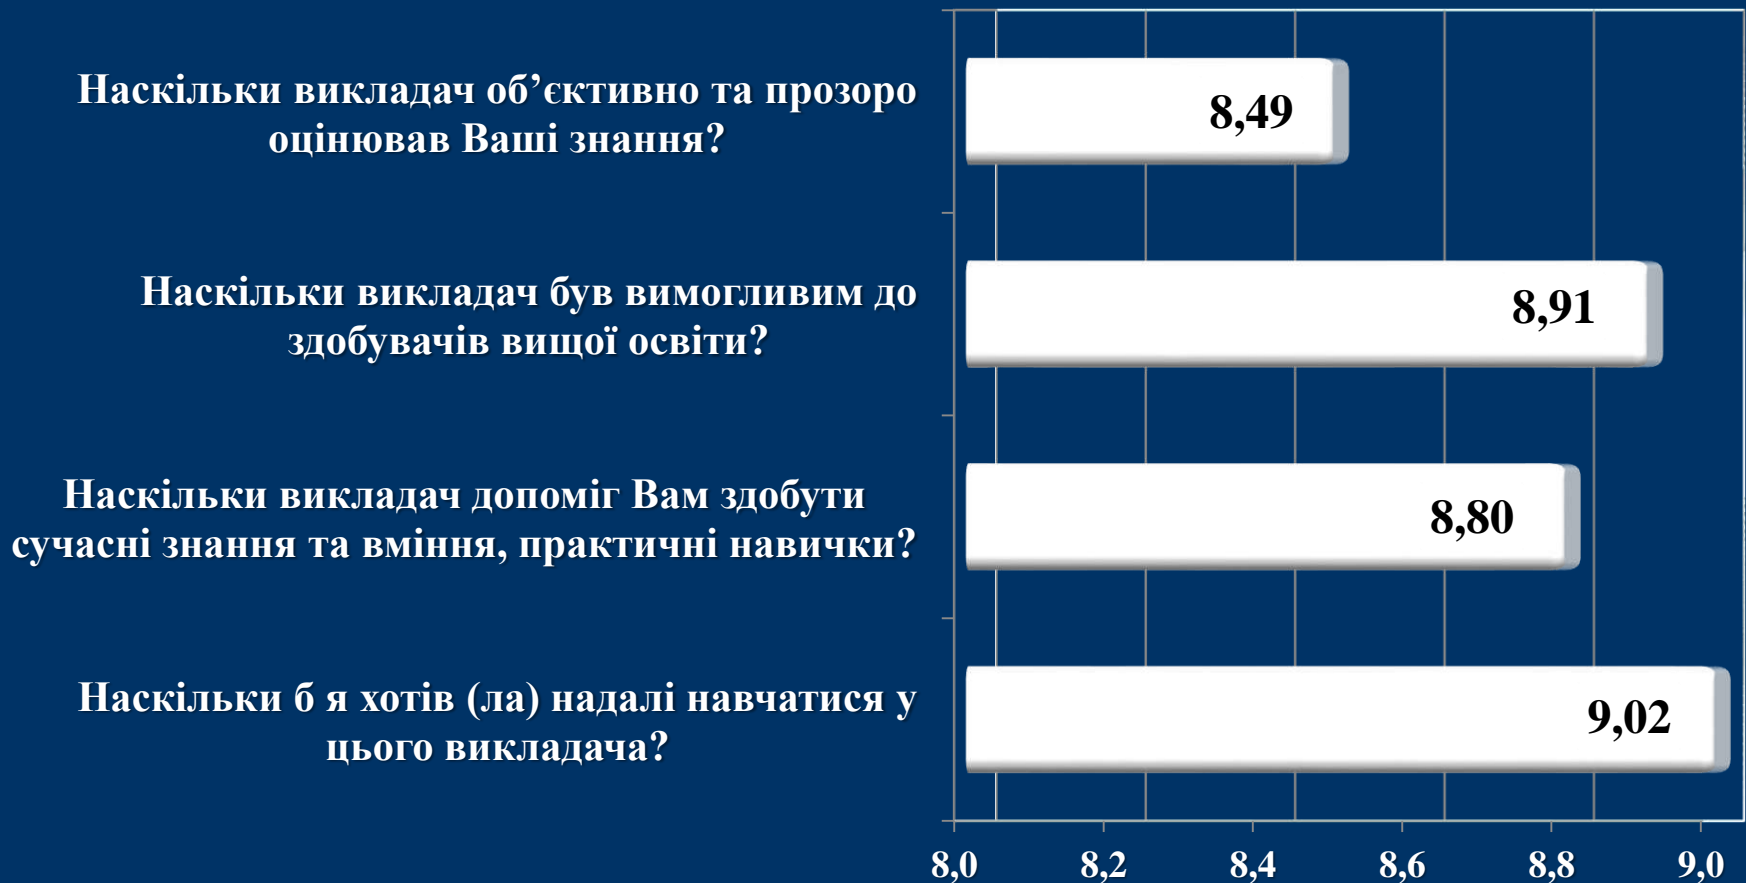 Наскільки викладач об’єктивно та прозоро
оцінював Ваші знання?
8,49
Наскільки викладач був вимогливим до
здобувачів вищої освіти?
8,91
Наскільки викладач допоміг Вам здобути
сучасні знання та вміння, практичні навички?
8,80
Наскільки б я хотів (ла) надалі навчатися у
цього викладача?
9,02
8,0 8,2 8,4 8,6 8,8 9,0